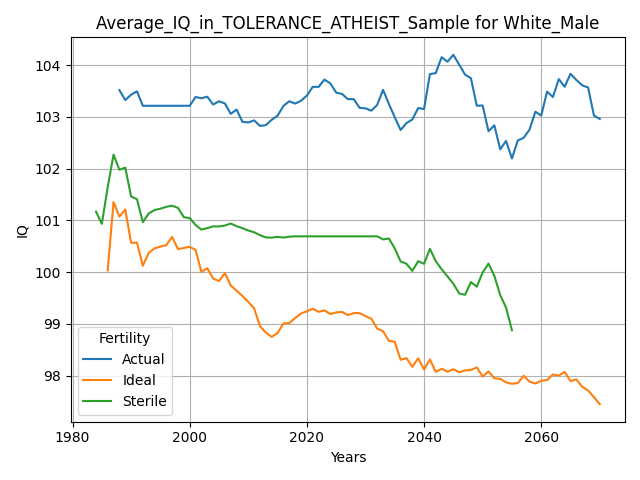 Average_IQ_in_TOLERANCE_ATHEIST_Sample for White_Male
IQ
104
103
102
101
100
99
98
Fertility
Actual
Ideal
Sterile
1980
2000
2020
2040
2060
Years